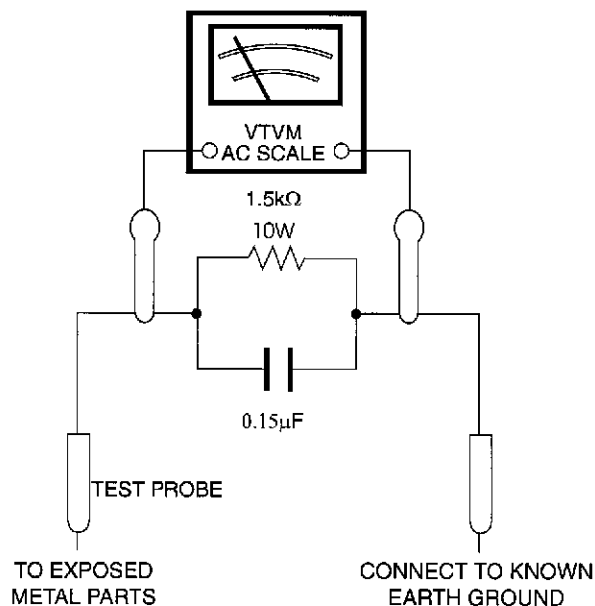 VTVM
AC SCALE
1.5kΩ
10W
0.15µF
TEST PROBE
TO EXPOSED
METAL PARTS
CONNECT TO KNOWN
EARTH GROUND